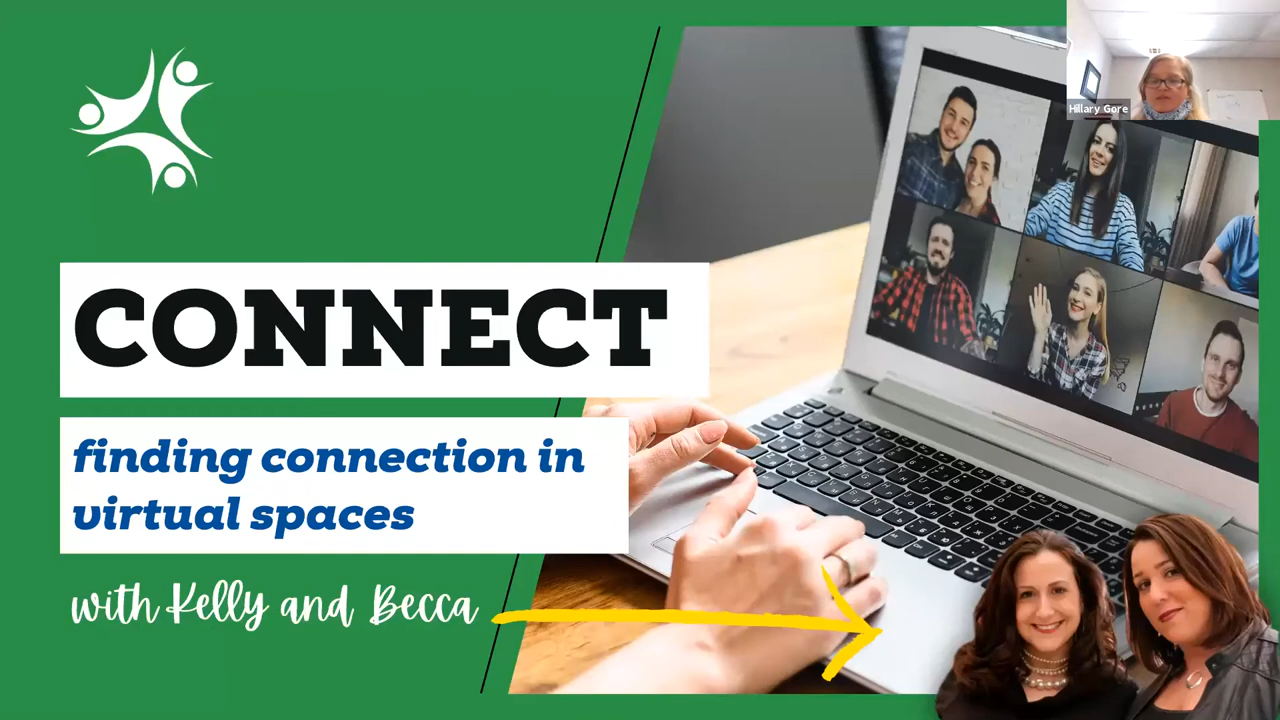 Hillary Gore
CONNECT
finding connection in
virtual spaces
with Kelly and Becca